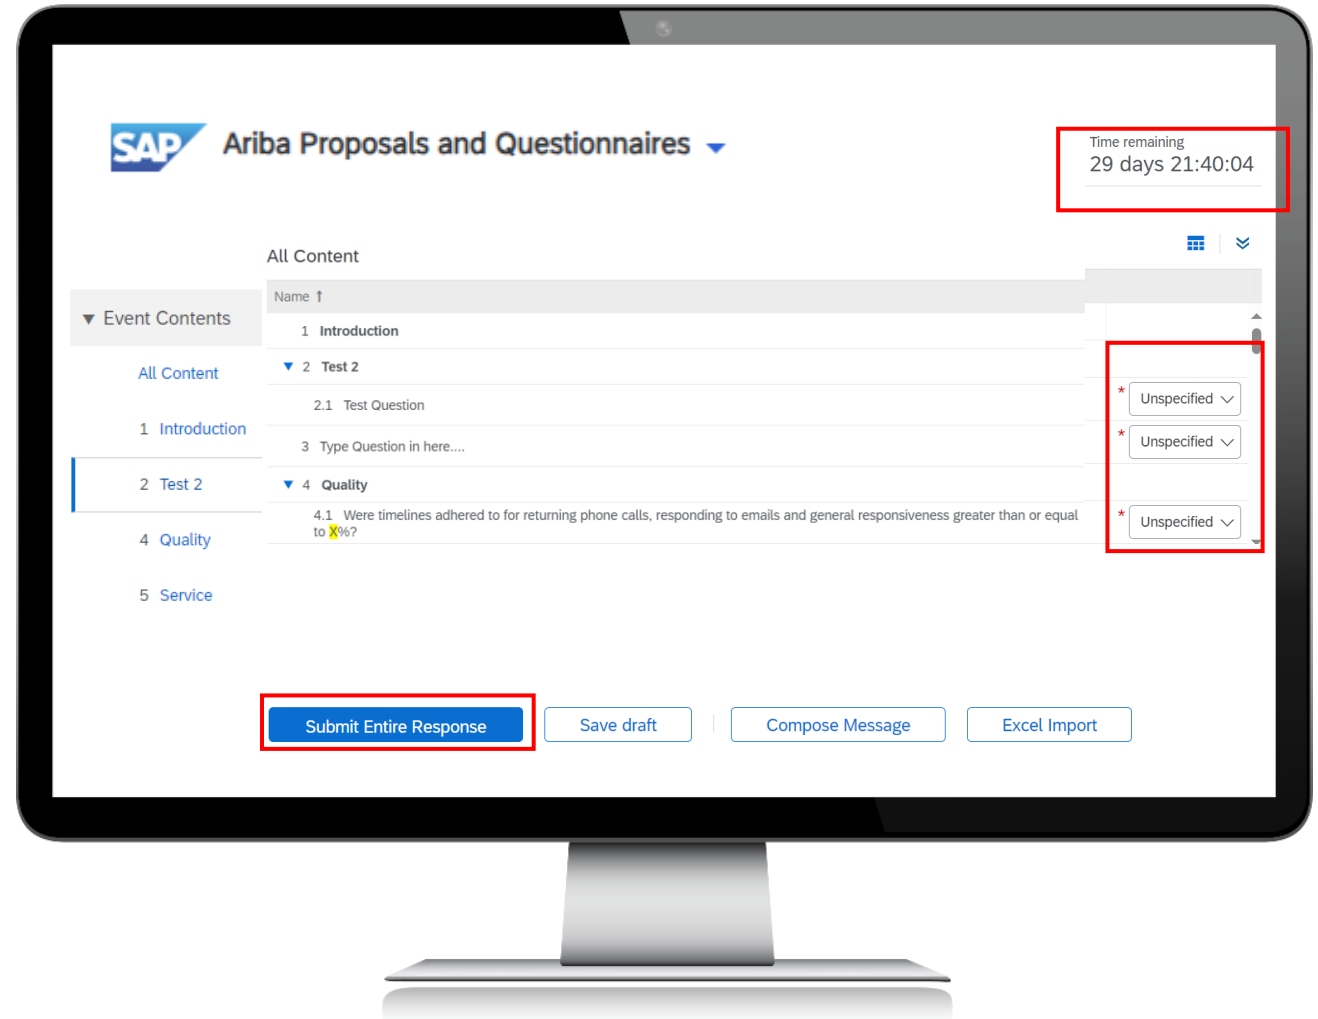 SAP Ariba Proposals and Questionnaires
Time remaining
29 days 21:40:04
All Content
Name ↑
Event Contents
All Content
1 Introduction
2 Test 2
4 Quality
5 Service
1 Introduction
2 Test 2
2.1 Test Question
* Unspecified
3 Type Question in here....
* Unspecified
4 Quality
4.1 Were timelines adhered to for returning phone calls, responding to emails and general responsiveness greater than or equal
to X%?
* Unspecified
Submit Entire Response
Save draft
Compose Message
Excel Import